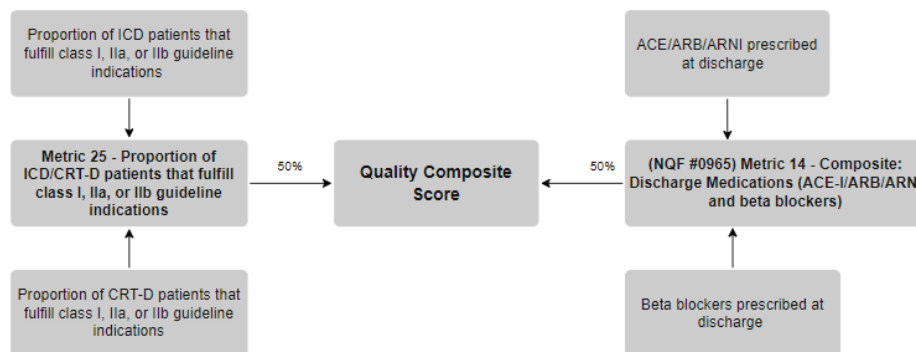 Proportion of ICD patients that
fulfill class I, IIa, or IIb guideline
indications
ACE/ARB/ARNI prescribed
at discharge
Metric 25 - Proportion of
ICD/CRT-D patients that fulfill
class I, IIa, or IIb guideline
indications
50%
Quality Composite
Score
50%
(NQF #0965) Metric 14 - Composite:
Discharge Medications (ACE-I/ARB/ARN
and beta blockers)
Proportion of CRT-D patients that
fulfill class I, IIa, or IIb guideline
indications
Beta blockers prescribed at
discharge